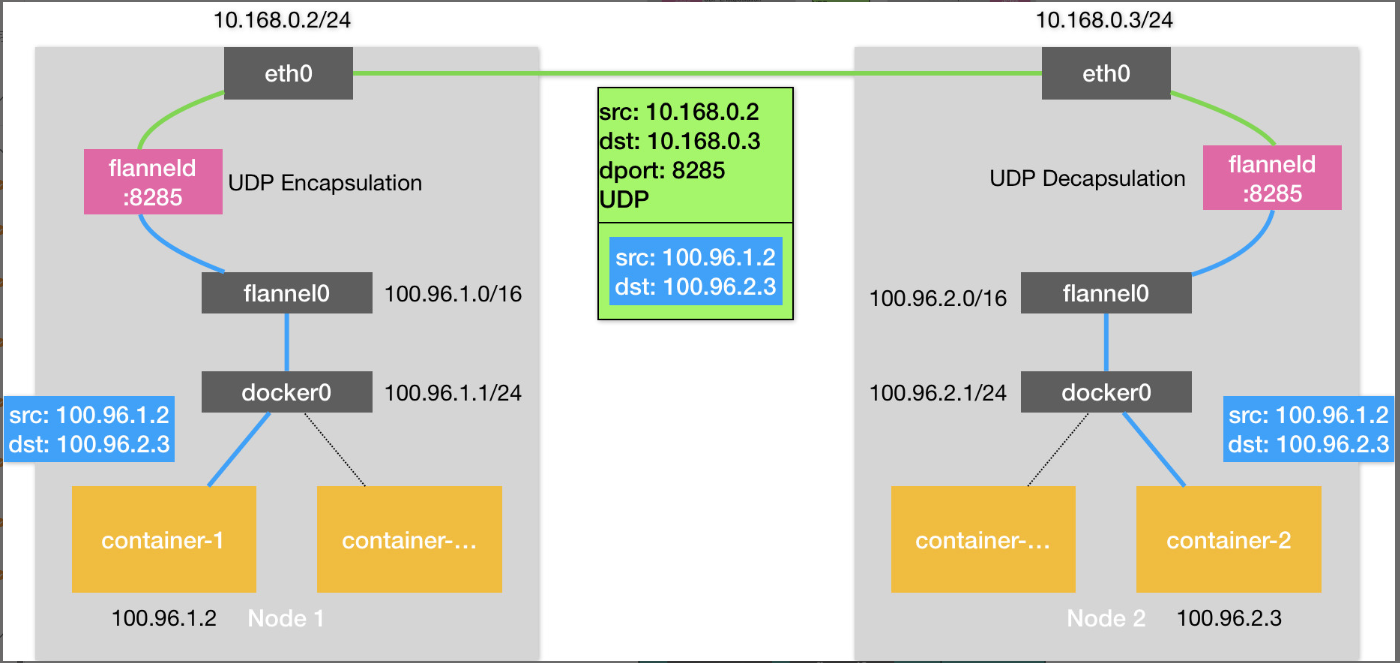 10.168.0.2/24
10.168.0.3/24
eth0
eth0
src: 10.168.0.2
dst: 10.168.0.3
dport: 8285
UDP
flanneld
:8285
UDP Encapsulation
UDP Decapsulation
flanneld
:8285
src: 100.96.1.2
dst: 100.96.2.3
flannel0
100.96.1.0/16
100.96.2.0/16
flannel0
docker0
100.96.1.1/24
100.96.2.1/24
docker0
src: 100.96.1.2
dst: 100.96.2.3
src: 100.96.1.2
dst: 100.96.2.3
container-1
container-...
container-...
container-2
100.96.1.2
Node 1
Node 2
100.96.2.3